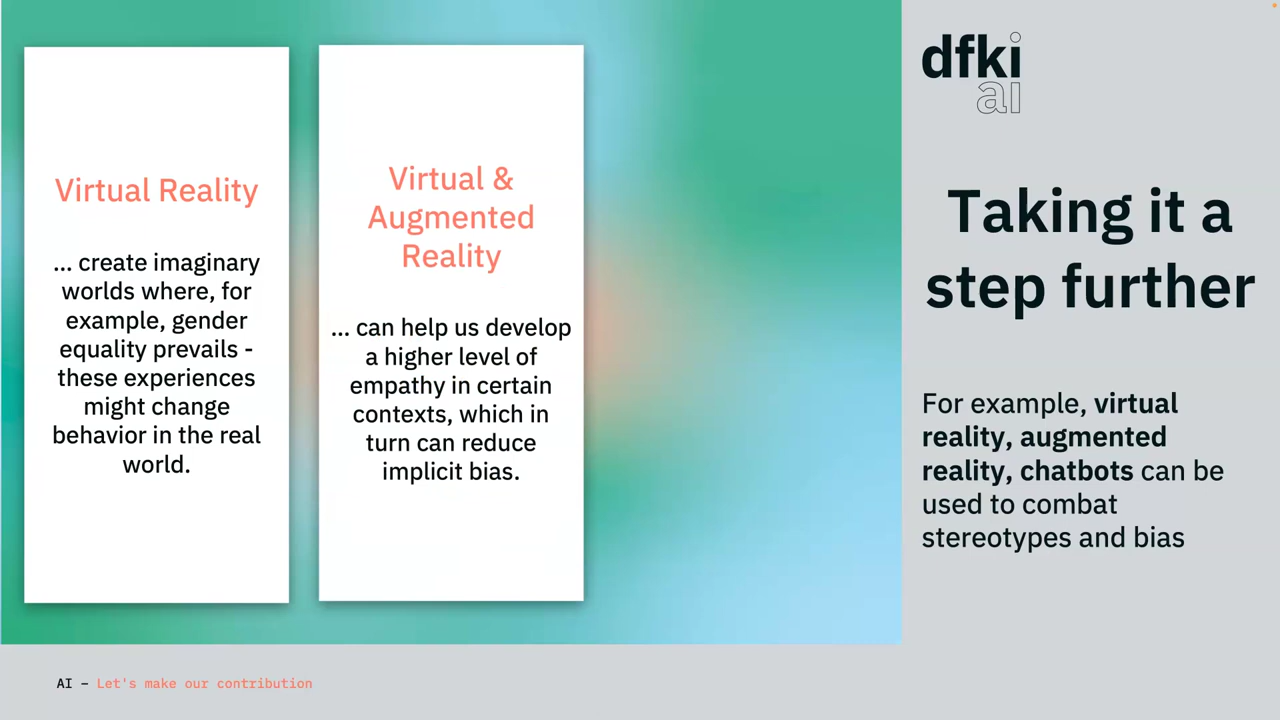 Virtual Reality
... create imaginary
worlds where, for
example, gender
equality prevails -
these experiences
might change
behavior in the real
world.
Virtual &
Augmented
Reality
... can help us develop
a higher level of
empathy in certain
contexts, which in
turn can reduce
implicit bias.
dfki
ai
Taking it a
step further
For example, virtual
reality, augmented
reality, chatbots can be
used to combat
stereotypes and bias
AI – Let's make our contribution